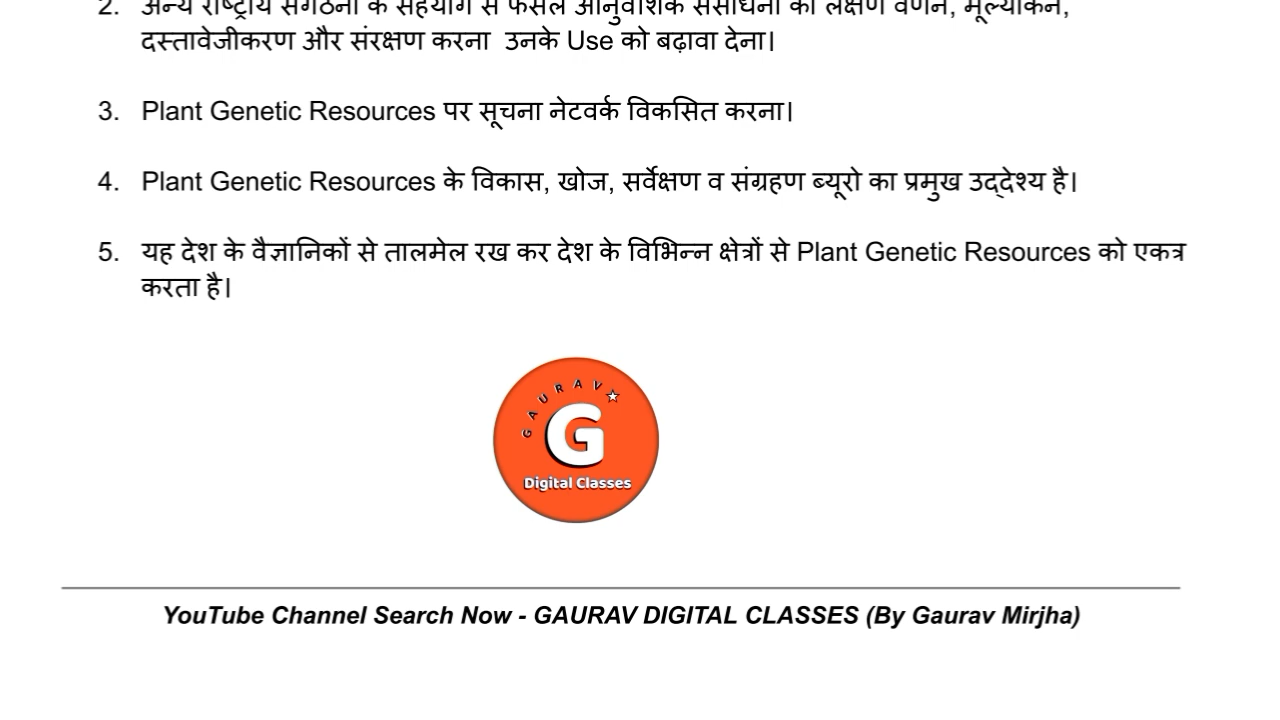 2. अन्य राष्ट्रीय संगठनों के सहयोग से फसल आनुवांशिक संसाधनों का लक्षण वर्णन, मूल्यांकन,
दस्तावेजीकरण और संरक्षण करना उनके Use को बढ़ावा देना।
3. Plant Genetic Resources पर सूचना नेटवर्क विकसित करना।
4. Plant Genetic Resources के विकास, खोज, सर्वेक्षण व संग्रहण ब्यूरो का प्रमुख उद्देश्य है।
5. यह देश के वैज्ञानिकों से तालमेल रख कर देश के विभिन्न क्षेत्रों से Plant Genetic Resources को एकत्र
करता है।
GAURAV
G
Digital Classes
YouTube Channel Search Now - GAURAV DIGITAL CLASSES (By Gaurav Mirjha)